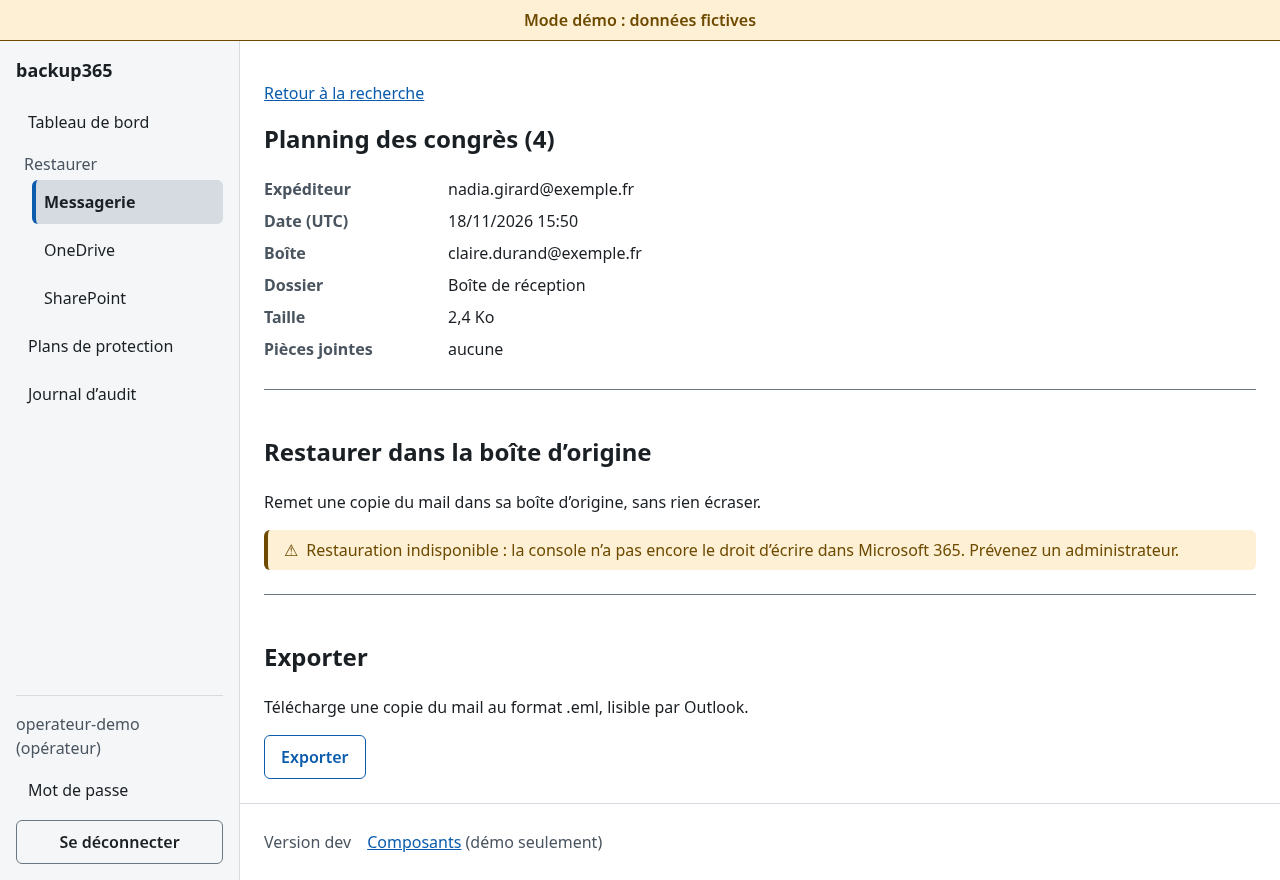 Mode démo : données fictives
backup365
Tableau de bord
Restaurer
Messagerie
OneDrive
SharePoint
Plans de protection
Journal d’audit
operateur-demo
(opérateur)
Mot de passe
Se déconnecter
Retour à la recherche
Planning des congrès (4)
Expéditeur nadia.girard@exemple.fr
Date (UTC) 18/11/2026 15:50
Boîte claire.durand@exemple.fr
Dossier Boîte de réception
Taille 2,4 Ko
Pièces jointes aucune
Restaurer dans la boîte d’origine
Remet une copie du mail dans sa boîte d’origine, sans rien écraser.
⚠ Restauration indisponible : la console n’a pas encore le droit d’écrire dans Microsoft 365. Prévenez un administrateur.
Exporter
Télécharge une copie du mail au format .eml, lisible par Outlook.
Exporter
Version dev Composants (démo seulement)